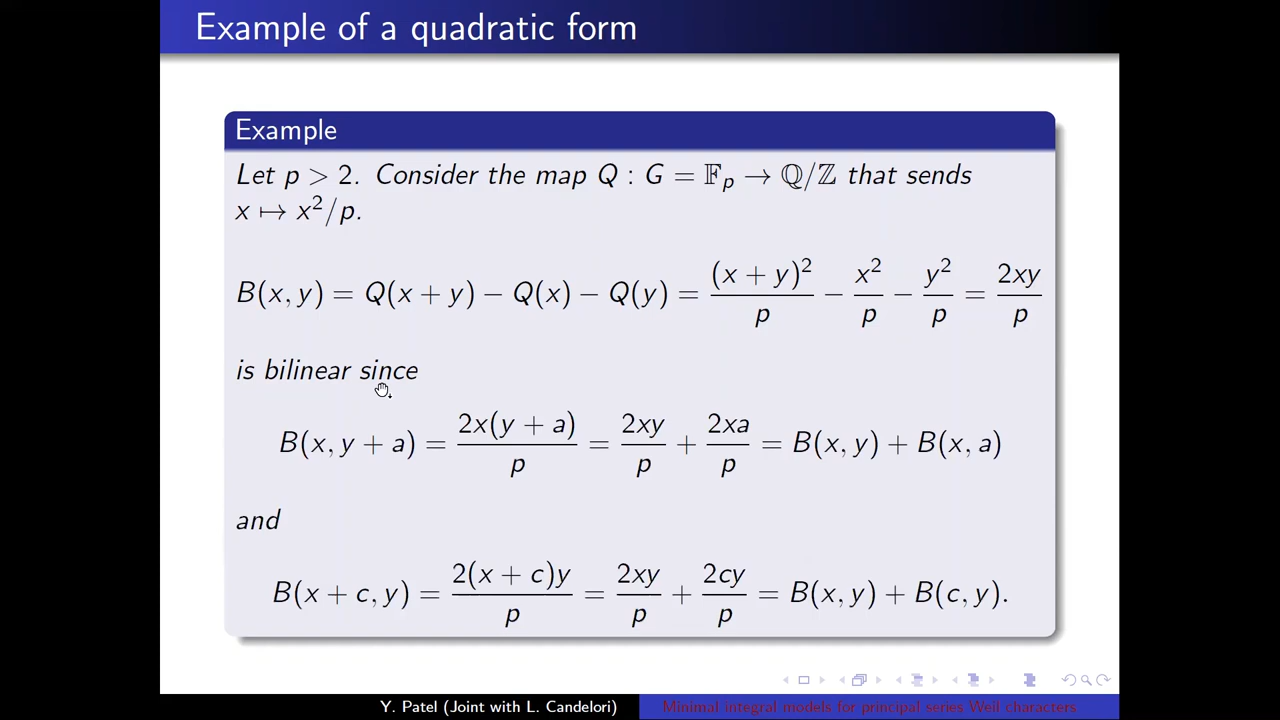 Example of a quadratic form
Example
Let p > 2. Consider the map Q : G = 𝔽_p → ℚ/ℤ that sends
x ↦ x²/p.
B(x, y) = Q(x + y) − Q(x) − Q(y) = (x + y)²/p − x²/p − y²/p = 2xy/p
is bilinear since
B(x, y + a) = 2x(y + a)/p = 2xy/p + 2xa/p = B(x, y) + B(x, a)
and
B(x + c, y) = 2(x + c)y/p = 2xy/p + 2cy/p = B(x, y) + B(c, y).
Y. Patel (Joint with L. Candelori) Minimal integral models for principal series Weil characters